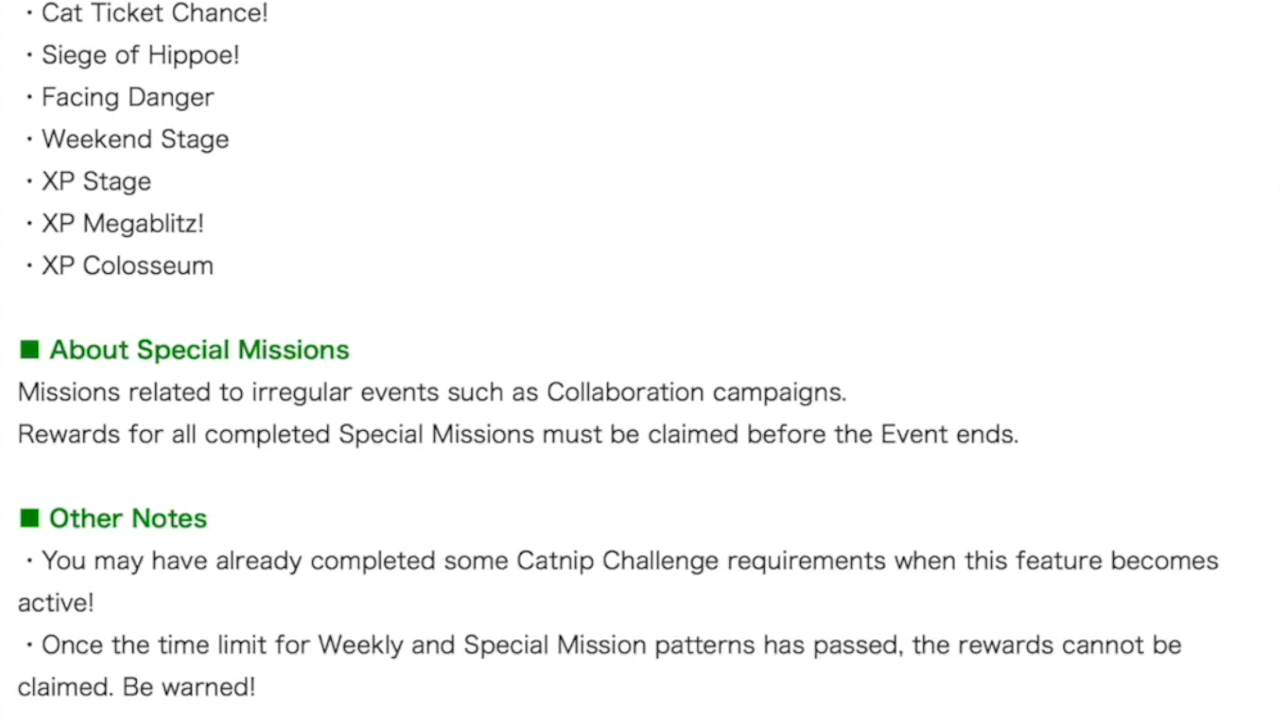 ・Cat Ticket Chance!
・Siege of Hippoe!
・Facing Danger
・Weekend Stage
・XP Stage
・XP Megablitz!
・XP Colosseum
■ About Special Missions
Missions related to irregular events such as Collaboration campaigns.
Rewards for all completed Special Missions must be claimed before the Event ends.
■ Other Notes
・You may have already completed some Catnip Challenge requirements when this feature becomes
active!
・Once the time limit for Weekly and Special Mission patterns has passed, the rewards cannot be
claimed. Be warned!